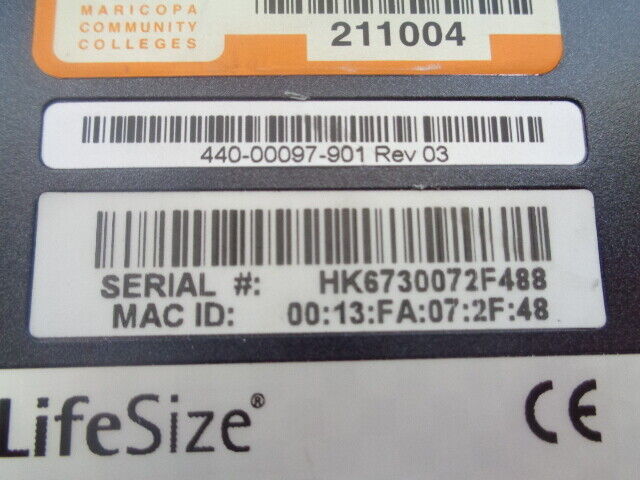 MARICOPA
COMMUNITY
COLLEGES
211004
440-00097-901 Rev 03
SERIAL #: HK6730072F488
MAC ID: 00:13:FA:07:2F:48
LifeSize®
CE